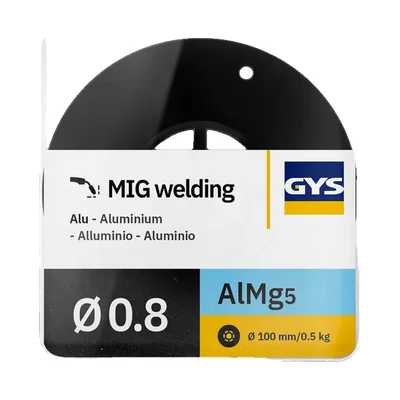 MIG welding
GYS
Alu - Aluminium
- Alluminio - Aluminio
Ø 0.8
AlMg5
Ø 100 mm/0.5 kg